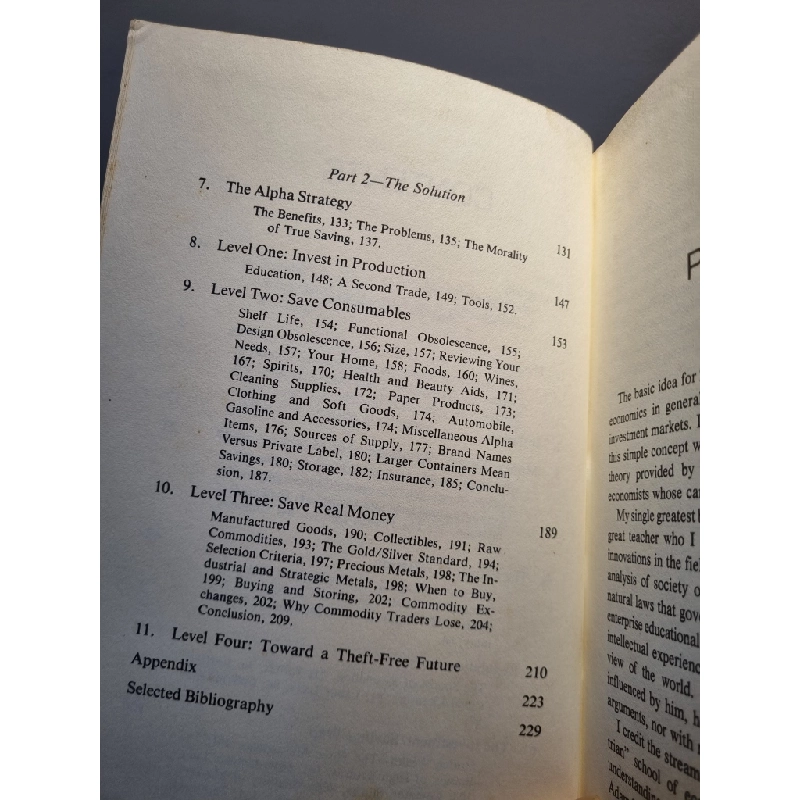 Part 2—The Solution
7. The Alpha Strategy 131
The Benefits, 133; The Problems, 135; The Morality
of True Saving, 137.
8. Level One: Invest in Production 147
Education, 148; A Second Trade, 149; Tools, 152.
9. Level Two: Save Consumables 153
Shelf Life, 154; Functional Obsolescence, 155;
Design Obsolescence, 156; Size, 157; Reviewing Your
Needs, 157; Your Home, 158; Foods, 160; Wines,
167; Spirits, 170; Health and Beauty Aids, 171;
Cleaning Supplies, 172; Paper Products, 173;
Clothing and Soft Goods, 174; Automobile,
Gasoline and Accessories, 174; Miscellaneous Alpha
Items, 176; Sources of Supply, 177; Brand Names
Versus Private Label, 180; Larger Containers Mean
Savings, 180; Storage, 182; Insurance, 185; Conclu-
sion, 187.
10. Level Three: Save Real Money 189
Manufactured Goods, 190; Collectibles, 191; Raw
Commodities, 193; The Gold/Silver Standard, 194;
Selection Criteria, 197; Precious Metals, 198; The In-
dustrial and Strategic Metals, 198; When to Buy,
199; Buying and Storing, 202; Commodity Ex-
changes, 202; Why Commodity Traders Lose, 204;
Conclusion, 209.
11. Level Four: Toward a Theft-Free Future 210
Appendix 223
Selected Bibliography 229
P
The basic idea for
economics in general
investment markets. I
this simple concept w
theory provided by
economists whose ca
My single greatest
great teacher who I
innovations in the fie
analysis of society o
natural laws that gov
enterprise educational
intellectual experienc
view of the world.
influenced by him, h
arguments, nor with
I credit the stream
trian" school of
understandin
Adam